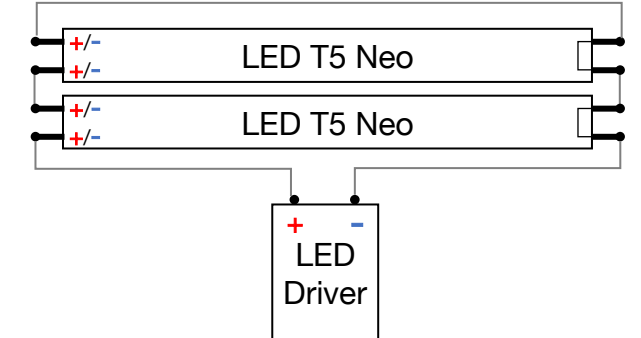 +/-
LED T5 Neo
+/-
+/-
LED T5 Neo
+/-
+ -
LED
Driver